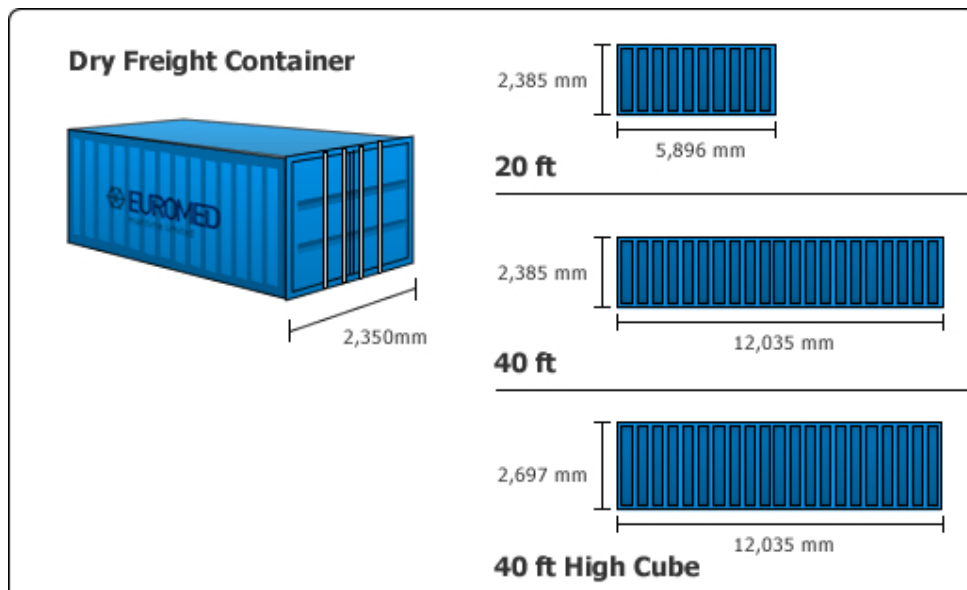 Dry Freight Container
EUROMED
2,350mm
2,385 mm
5,896 mm
20 ft
2,385 mm
12,035 mm
40 ft
2,697 mm
12,035 mm
40 ft High Cube